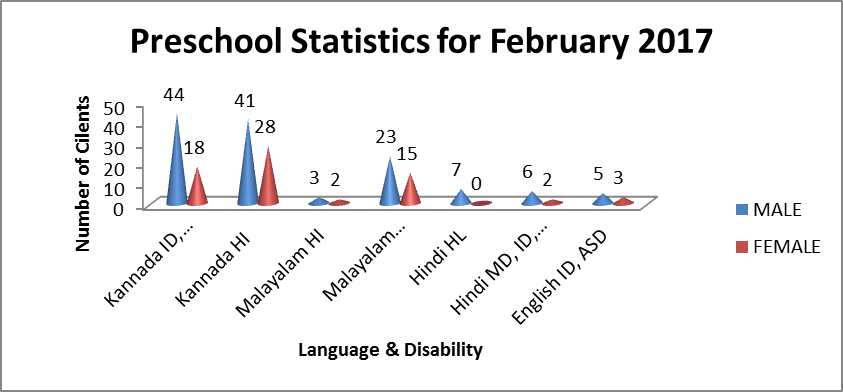 Preschool Statistics for February 2017
Number of Cilents
50
40
30
20
10
0
44
18
41
28
3
2
23
15
7
0
6
2
5
3
Kannada ID,...
Kannada HI
Malayalam HI
Malayalam...
Hindi HL
Hindi MD, ID,...
English ID, ASD
Language & Disability
MALE
FEMALE